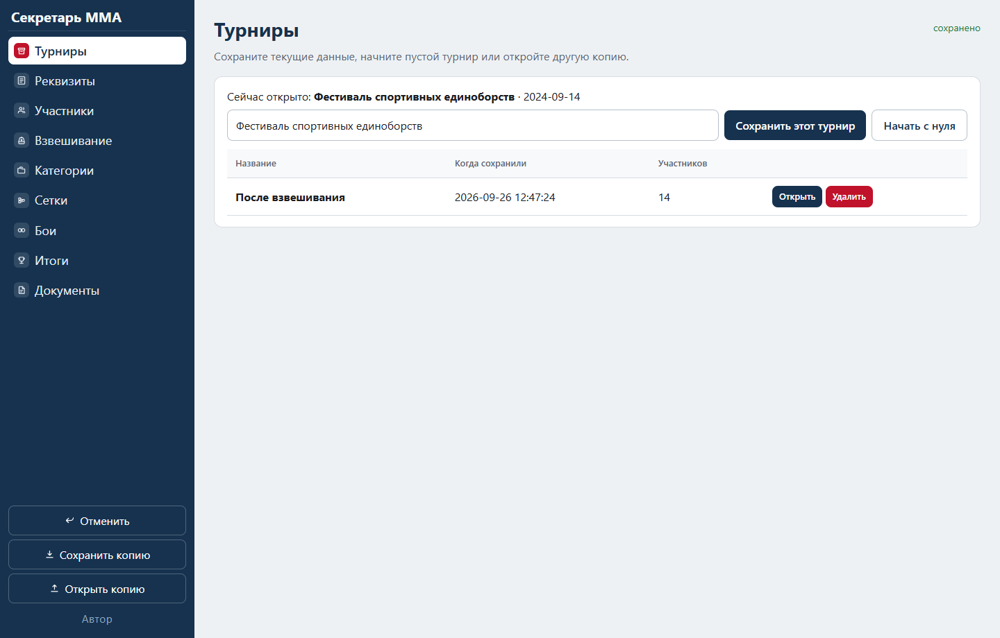 Секретарь ММА
Турниры
Реквизиты
Участники
Взвешивание
Категории
Сетки
Бои
Итоги
Документы
Отменить
Сохранить копию
Открыть копию
Автор
Турниры
сохранено
Сохраните текущие данные, начните пустой турнир или откройте другую копию.
Сейчас открыто: Фестиваль спортивных единоборств · 2024-09-14
Фестиваль спортивных единоборств
Сохранить этот турнир
Начать с нуля
Название Когда сохранили Участников
После взвешивания 2026-09-26 12:47:24 14 Открыть Удалить